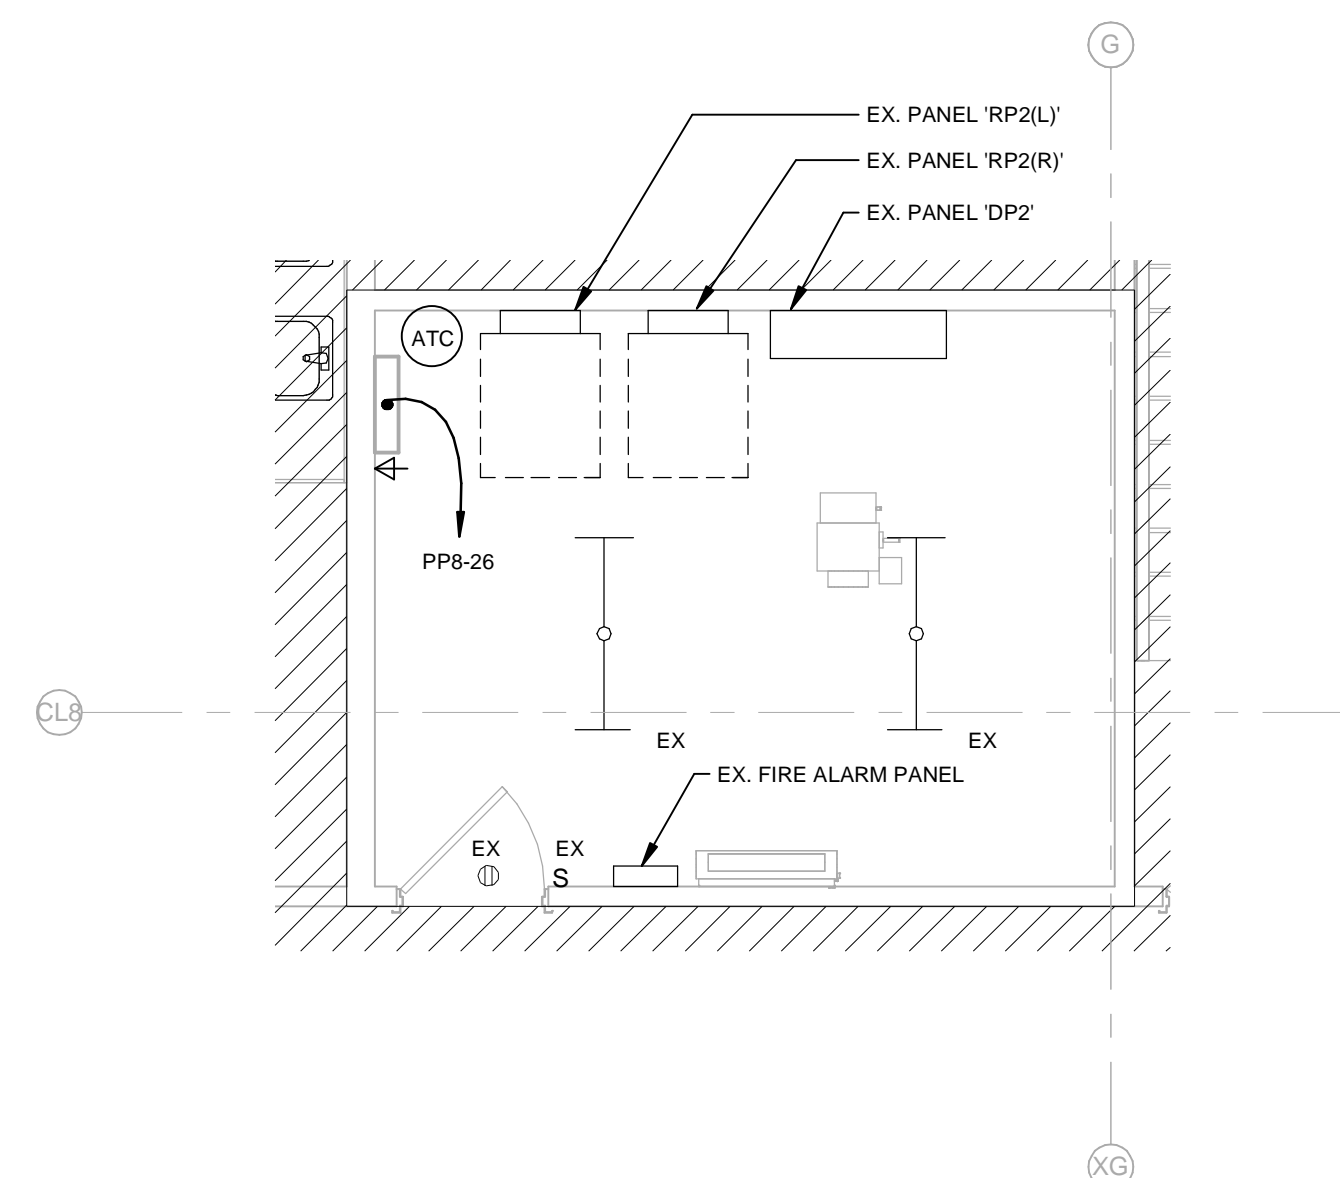 G
EX. PANEL 'RP2(L)'
EX. PANEL 'RP2(R)'
EX. PANEL 'DP2'
ATC
PP8-26
CL8
EX
EX
EX. FIRE ALARM PANEL
EX
EX
S
XG